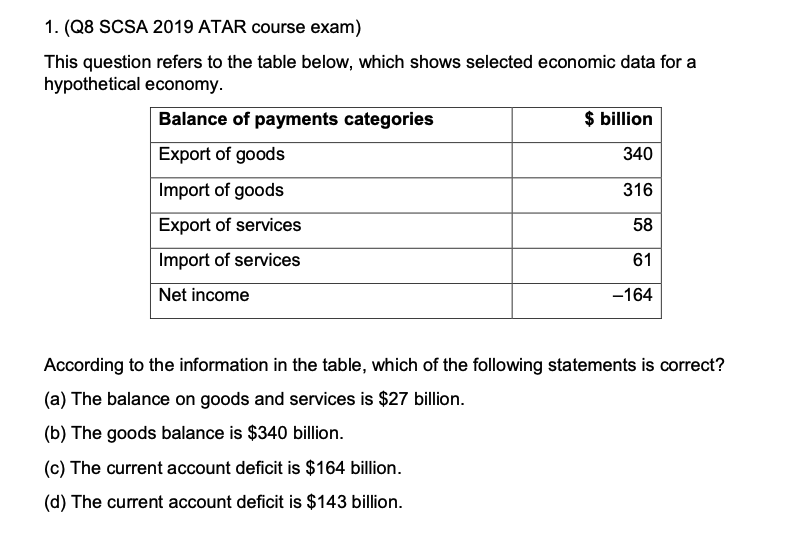 1. (Q8 SCSA 2019 ATAR course exam)
This question refers to the table below, which shows selected economic data for a
hypothetical economy.
Balance of payments categories $ billion
Export of goods 340
Import of goods 316
Export of services 58
Import of services 61
Net income –164
According to the information in the table, which of the following statements is correct?
(a) The balance on goods and services is $27 billion.
(b) The goods balance is $340 billion.
(c) The current account deficit is $164 billion.
(d) The current account deficit is $143 billion.